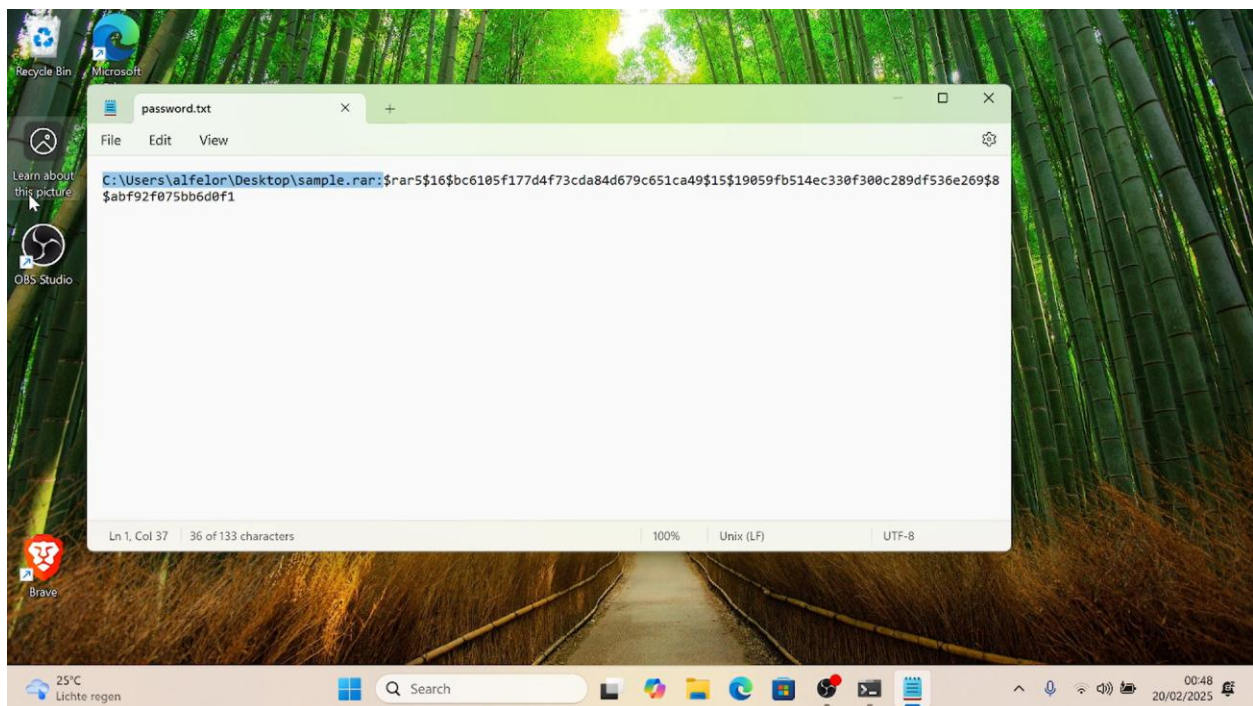 Recycle Bin
Microsoft
password.txt
File Edit View
Learn about
this picture
C:\Users\alfelor\Desktop\sample.rar:$rar5$16$bc6105f177d4f73cda84d679c651ca49$15$19059fb514ec330f300c289df536e269$8
$abf92f075bb6d0f1
OBS Studio
Ln 1, Col 37 36 of 133 characters 100% Unix (LF) UTF-8
Brave
25°C
Lichte regen
Search
00:48
20/02/2025